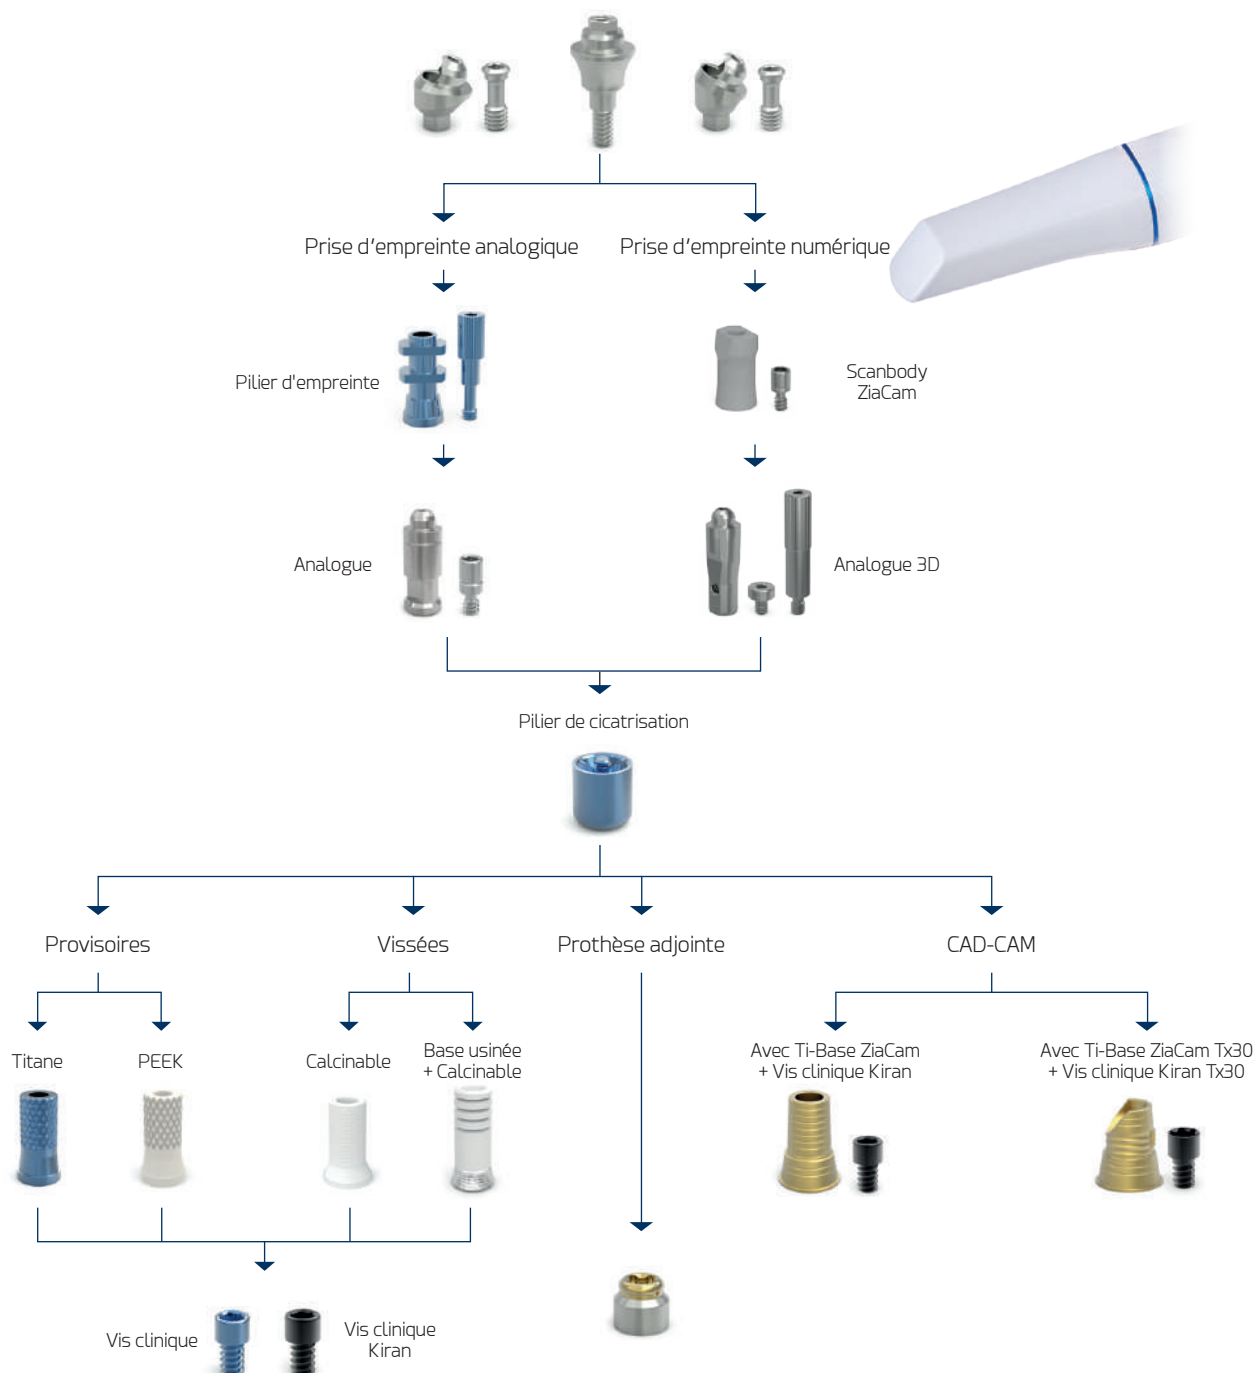 Prise d'empreinte analogique
Prise d'empreinte numérique
Pilier d'empreinte
Scanbody
ZiaCam
Analogue
Analogue 3D
Pilier de cicatrisation
Provisoires
Vissées
Prothèse adjointe
CAD-CAM
Titane
PEEK
Calcinable
Base usinée
+ Calcinable
Avec Ti-Base ZiaCam
+ Vis clinique Kiran
Avec Ti-Base ZiaCam Tx30
+ Vis clinique Kiran Tx30
Vis clinique
Vis clinique
Kiran